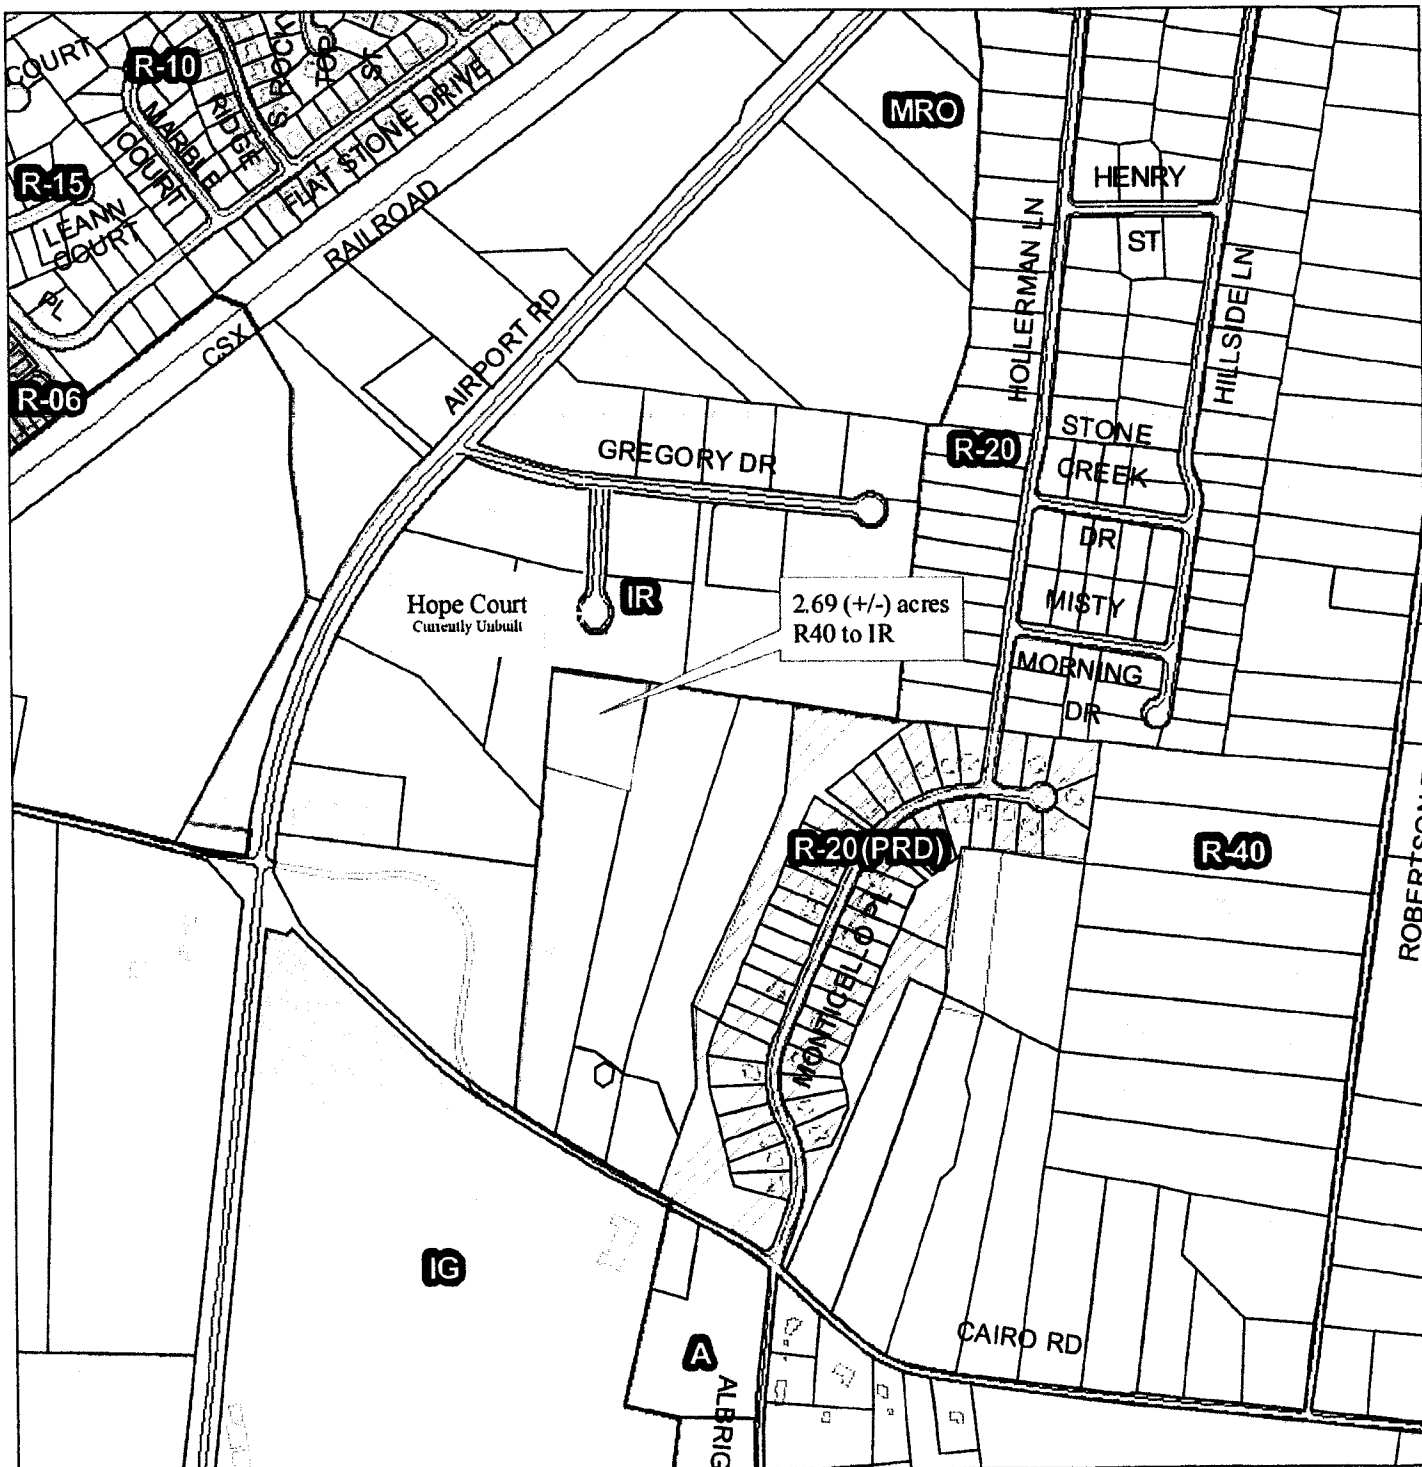 COURT
R-10
S. ROCK
TOP
ST
MARBLE
COURT
RIDGE
FLAT STONE DRIVE
R-15
LEANN
COURT
PL
CSX
RAILROAD
R-06
AIRPORT RD
MRO
HENRY
ST
HOLLERMAN LN
HILLSIDE LN
STONE
CREEK
DR
R-20
GREGORY DR
MISTY
MORNING
DR
Hope Court
Currently Unbuilt
IR
2.69 (+/-) acres
R40 to IR
R-20(PRD)
R-40
MONTICELLO PL
IG
A
ALBRIG
CAIRO RD